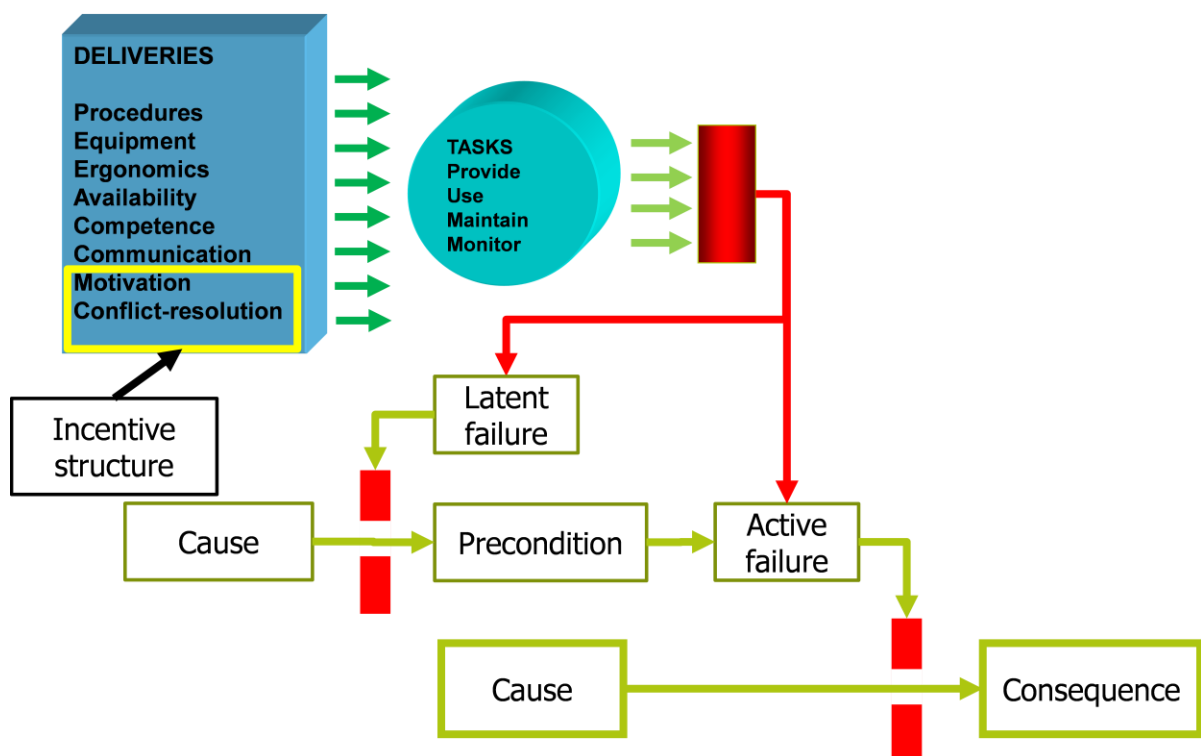 DELIVERIES
Procedures
Equipment
Ergonomics
Availability
Competence
Communication
Motivation
Conflict-resolution
TASKS
Provide
Use
Maintain
Monitor
Incentive
structure
Latent
failure
Cause
Precondition
Active
failure
Cause
Consequence